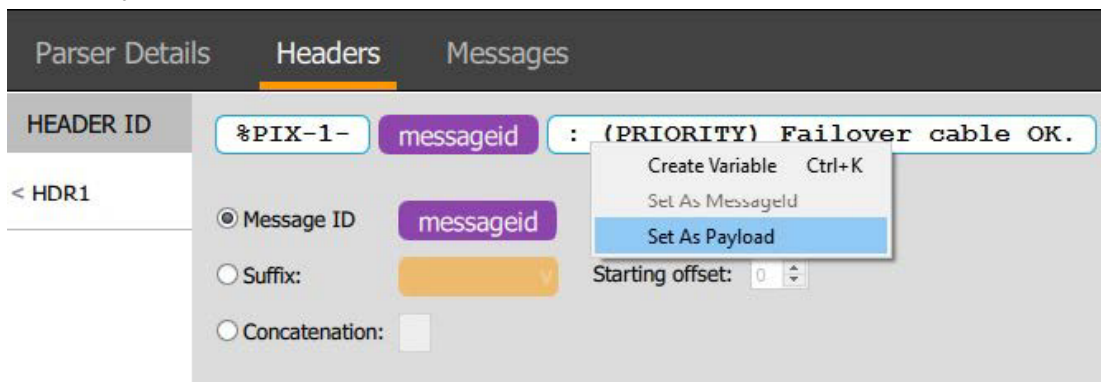 Parser Details Headers Messages
HEADER ID
%PIX-1- messageid : (PRIORITY) Failover cable OK.
Create Variable Ctrl+K
< HDR1
Set As MessageId
Message ID messageid
Set As Payload
Suffix: v Starting offset: 0
Concatenation: